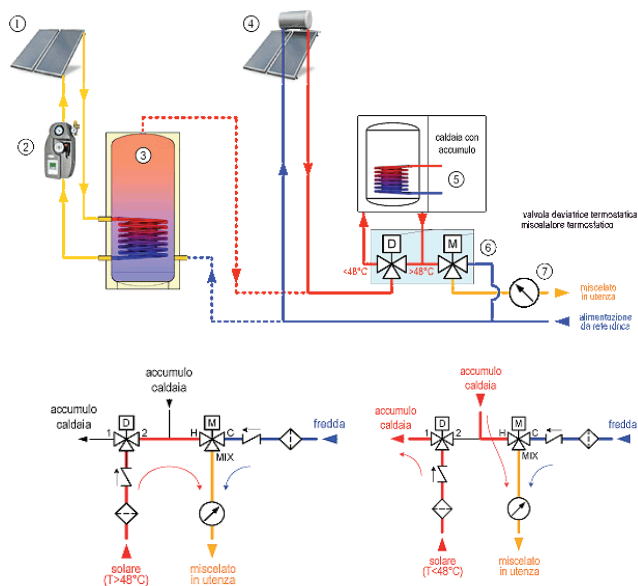 1
4
2
3
caldaia con
accumulo
5
valvola deviatrice termostatica
miscelatore termostatico
D
M
6
<48°C
>48°C
7
miscelato
in utenza
alimentazione
da rete idrica
accumulo
caldaia
accumulo
caldaia
D
1
2
H
M
C
fredda
MIX
solare
(T>48°C)
miscelato
in utenza
accumulo
caldaia
accumulo
caldaia
D
1
2
H
M
C
fredda
MIX
solare
(T<48°C)
miscelato
in utenza